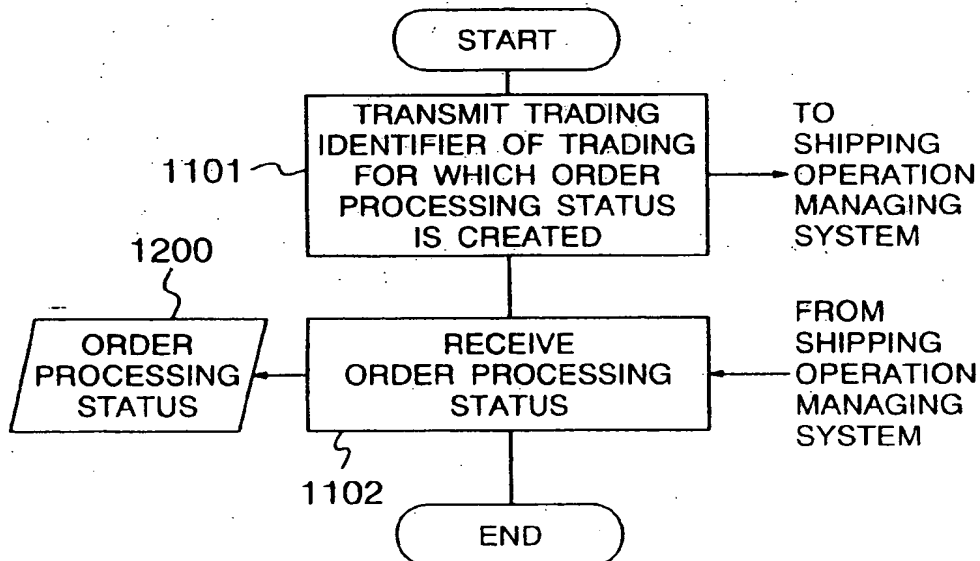 START
TRANSMIT TRADING
IDENTIFIER OF TRADING
FOR WHICH ORDER
PROCESSING STATUS
IS CREATED
1101
TO
SHIPPING
OPERATION
MANAGING
SYSTEM
1200
ORDER
PROCESSING
STATUS
RECEIVE
ORDER PROCESSING
STATUS
1102
FROM
SHIPPING
OPERATION
MANAGING
SYSTEM
END